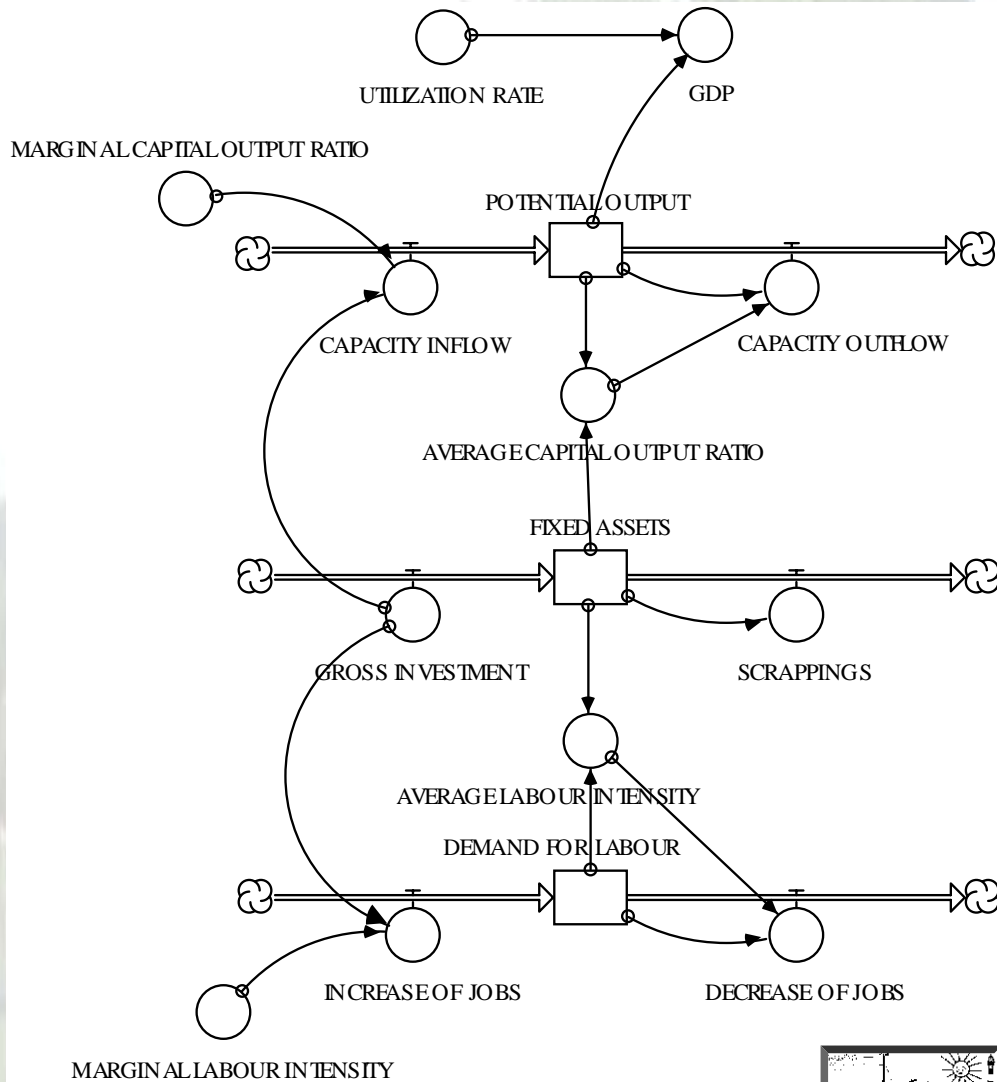 UTILIZATION RATE
GDP
MARGINAL CAPITAL OUTPUT RATIO
POTENTIAL OUTPUT
CAPACITY INFLOW
CAPACITY OUTFLOW
AVERAGE CAPITAL OUTPUT RATIO
FIXED ASSETS
GROSS INVESTMENT
SCRAPPINGS
AVERAGE LABOUR INTENSITY
DEMAND FOR LABOUR
INCREASE OF JOBS
DECREASE OF JOBS
MARGINAL LABOUR INTENSITY